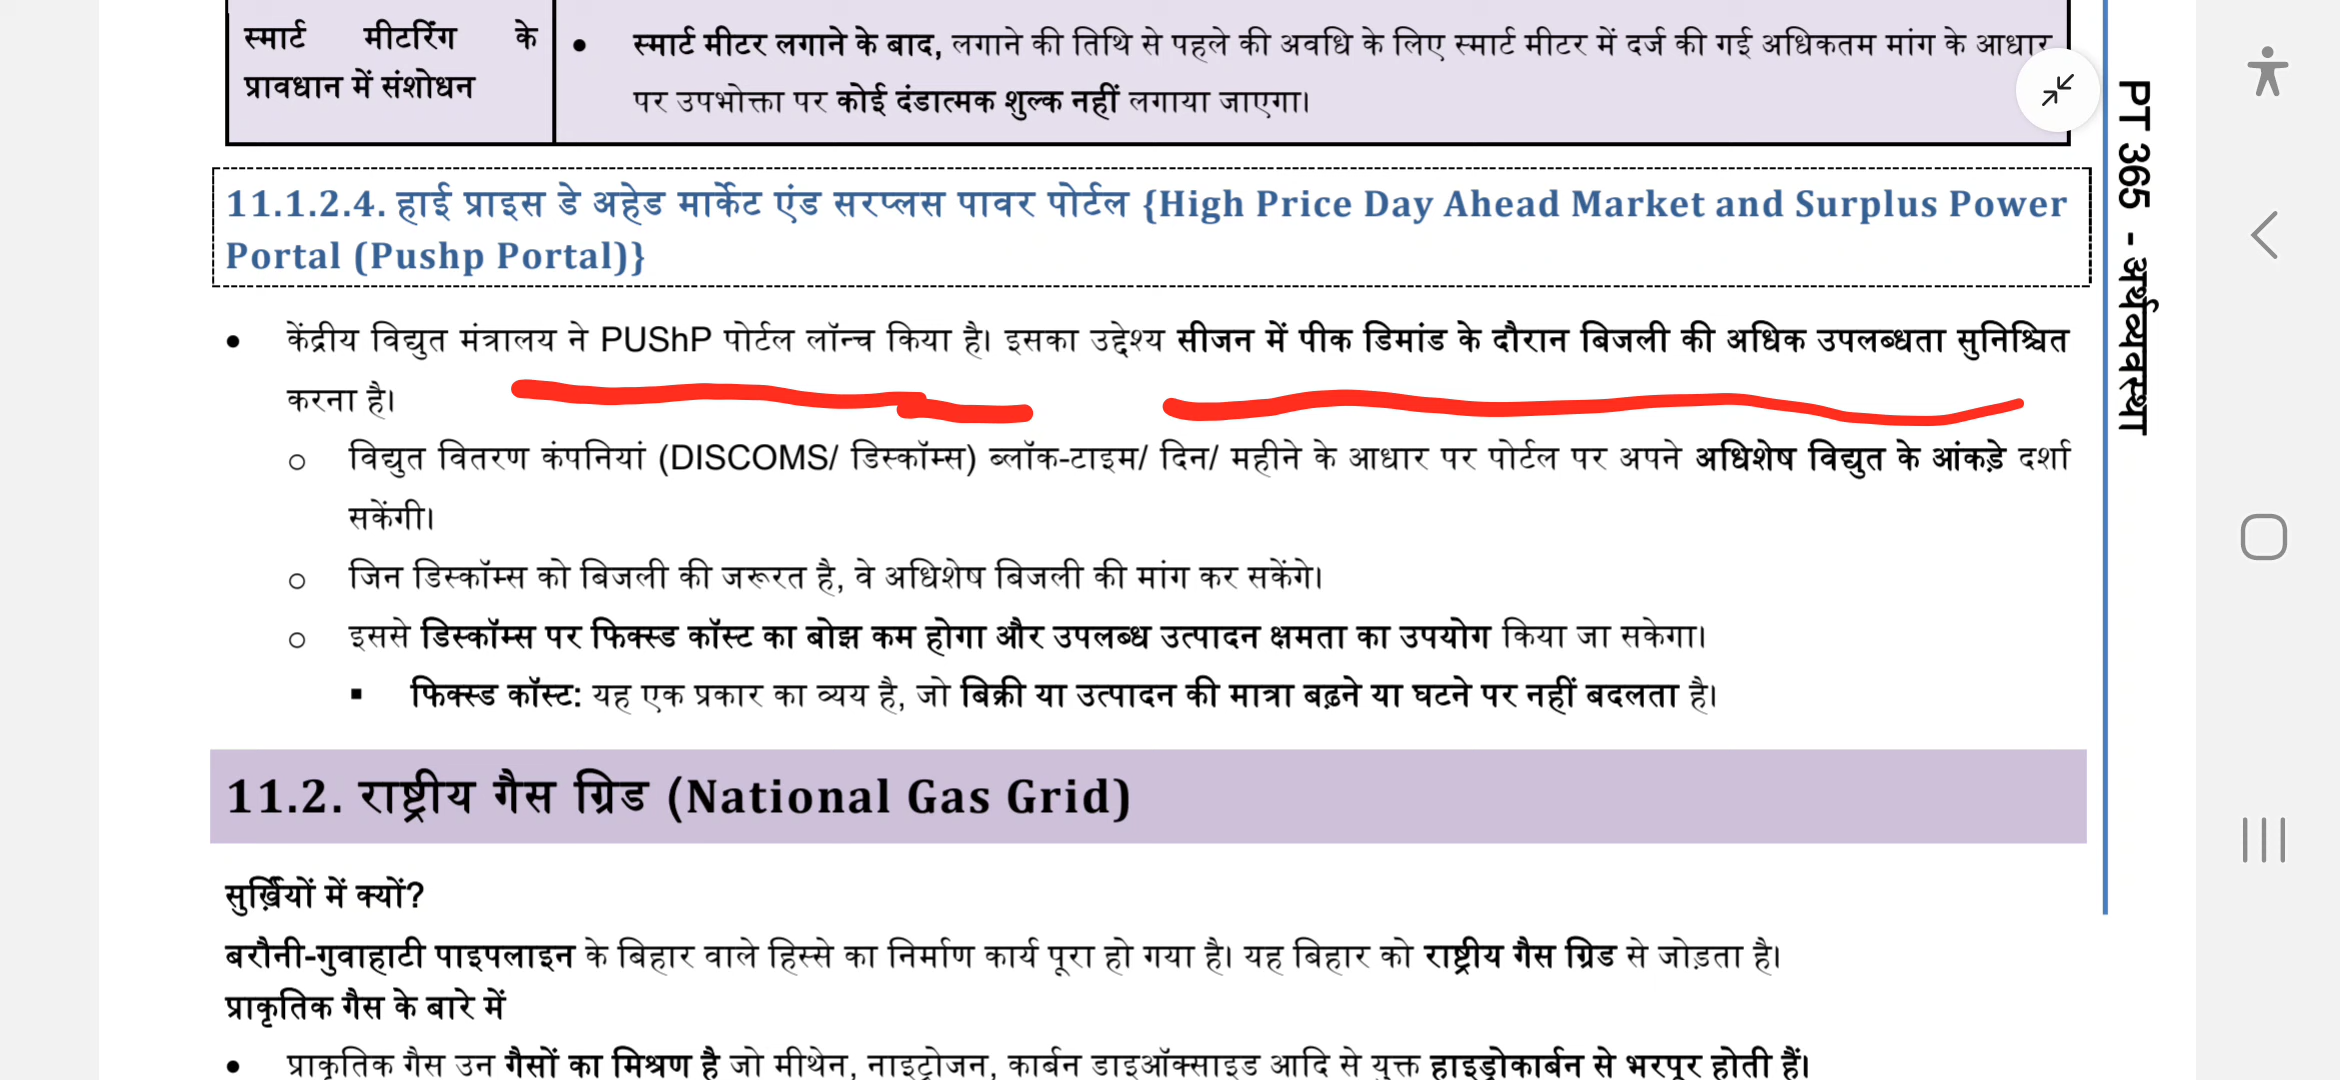 स्मार्ट मीटरिंग के
प्रावधान में संशोधन
• स्मार्ट मीटर लगाने के बाद, लगाने की तिथि से पहले की अवधि के लिए स्मार्ट मीटर में दर्ज की गई अधिकतम मांग के आधार
पर उपभोक्ता पर कोई दंडात्मक शुल्क नहीं लगाया जाएगा।
11.1.2.4. हाई प्राइस डे अहेड मार्केट एंड सरप्लस पावर पोर्टल {High Price Day Ahead Market and Surplus Power
Portal (Pushp Portal)}
• केंद्रीय विद्युत मंत्रालय ने PUShP पोर्टल लॉन्च किया है। इसका उद्देश्य सीजन में पीक डिमांड के दौरान बिजली की अधिक उपलब्धता सुनिश्चित
करना है।
o विद्युत वितरण कंपनियां (DISCOMS/ डिस्कॉम्स) ब्लॉक-टाइम/ दिन/ महीने के आधार पर पोर्टल पर अपने अधिशेष विद्युत के आंकड़े दर्शा
सकेंगी।
o जिन डिस्कॉम्स को बिजली की जरूरत है, वे अधिशेष बिजली की मांग कर सकेंगे।
o इससे डिस्कॉम्स पर फिक्स्ड कॉस्ट का बोझ कम होगा और उपलब्ध उत्पादन क्षमता का उपयोग किया जा सकेगा।
▪ फिक्स्ड कॉस्ट: यह एक प्रकार का व्यय है, जो बिक्री या उत्पादन की मात्रा बढ़ने या घटने पर नहीं बदलता है।
11.2. राष्ट्रीय गैस ग्रिड (National Gas Grid)
सुर्ख़ियों में क्यों?
बरौनी-गुवाहाटी पाइपलाइन के बिहार वाले हिस्से का निर्माण कार्य पूरा हो गया है। यह बिहार को राष्ट्रीय गैस ग्रिड से जोड़ता है।
प्राकृतिक गैस के बारे में
• प्राकृतिक गैस उन गैसों का मिश्रण है जो मीथेन, नाइट्रोजन, कार्बन डाइऑक्साइड आदि से युक्त हाइड्रोकार्बन से भरपूर होती हैं।
PT 365 - अर्थव्यवस्था